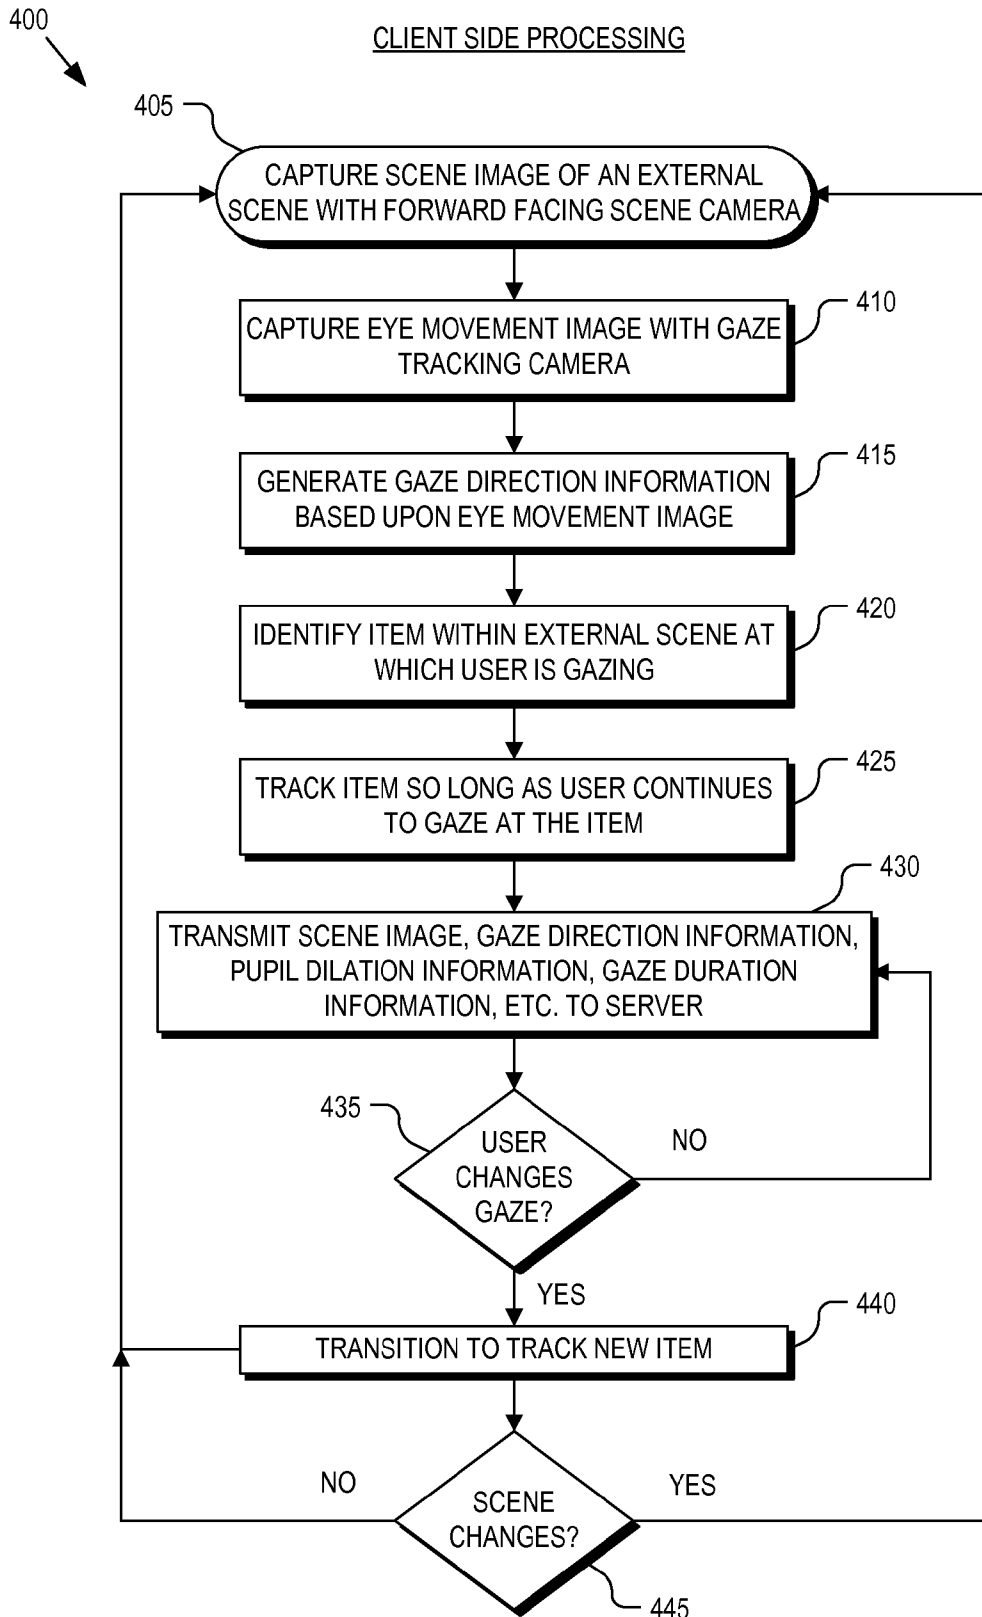 400
CLIENT SIDE PROCESSING
405
CAPTURE SCENE IMAGE OF AN EXTERNAL
SCENE WITH FORWARD FACING SCENE CAMERA
410
CAPTURE EYE MOVEMENT IMAGE WITH GAZE
TRACKING CAMERA
415
GENERATE GAZE DIRECTION INFORMATION
BASED UPON EYE MOVEMENT IMAGE
420
IDENTIFY ITEM WITHIN EXTERNAL SCENE AT
WHICH USER IS GAZING
425
TRACK ITEM SO LONG AS USER CONTINUES
TO GAZE AT THE ITEM
430
TRANSMIT SCENE IMAGE, GAZE DIRECTION INFORMATION,
PUPIL DILATION INFORMATION, GAZE DURATION
INFORMATION, ETC. TO SERVER
435
USER
CHANGES
GAZE?
NO
YES
440
TRANSITION TO TRACK NEW ITEM
NO
YES
SCENE
CHANGES?
445